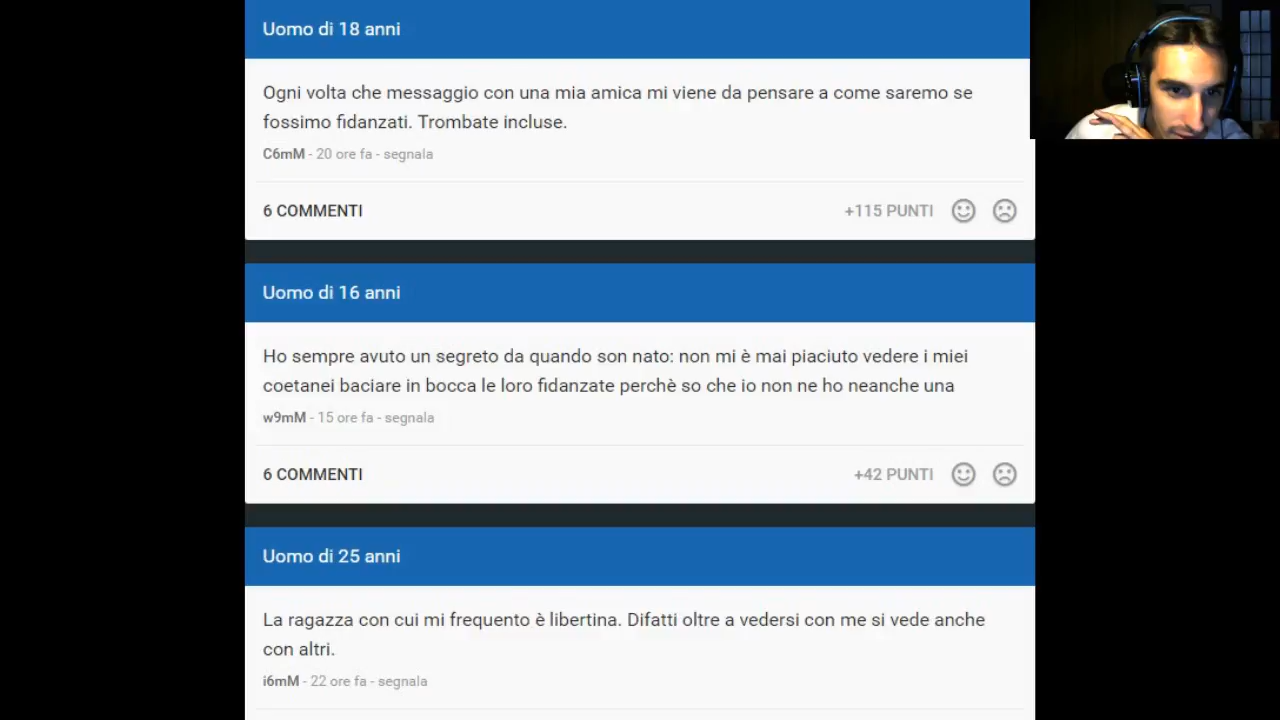 Uomo di 18 anni
Ogni volta che messaggio con una mia amica mi viene da pensare a come saremo se
fossimo fidanzati. Trombate incluse.
C6mM - 20 ore fa - segnala
6 COMMENTI +115 PUNTI
Uomo di 16 anni
Ho sempre avuto un segreto da quando son nato: non mi è mai piaciuto vedere i miei
coetanei baciare in bocca le loro fidanzate perchè so che io non ne ho neanche una
w9mM - 15 ore fa - segnala
6 COMMENTI +42 PUNTI
Uomo di 25 anni
La ragazza con cui mi frequento è libertina. Difatti oltre a vedersi con me si vede anche
con altri.
i6mM - 22 ore fa - segnala